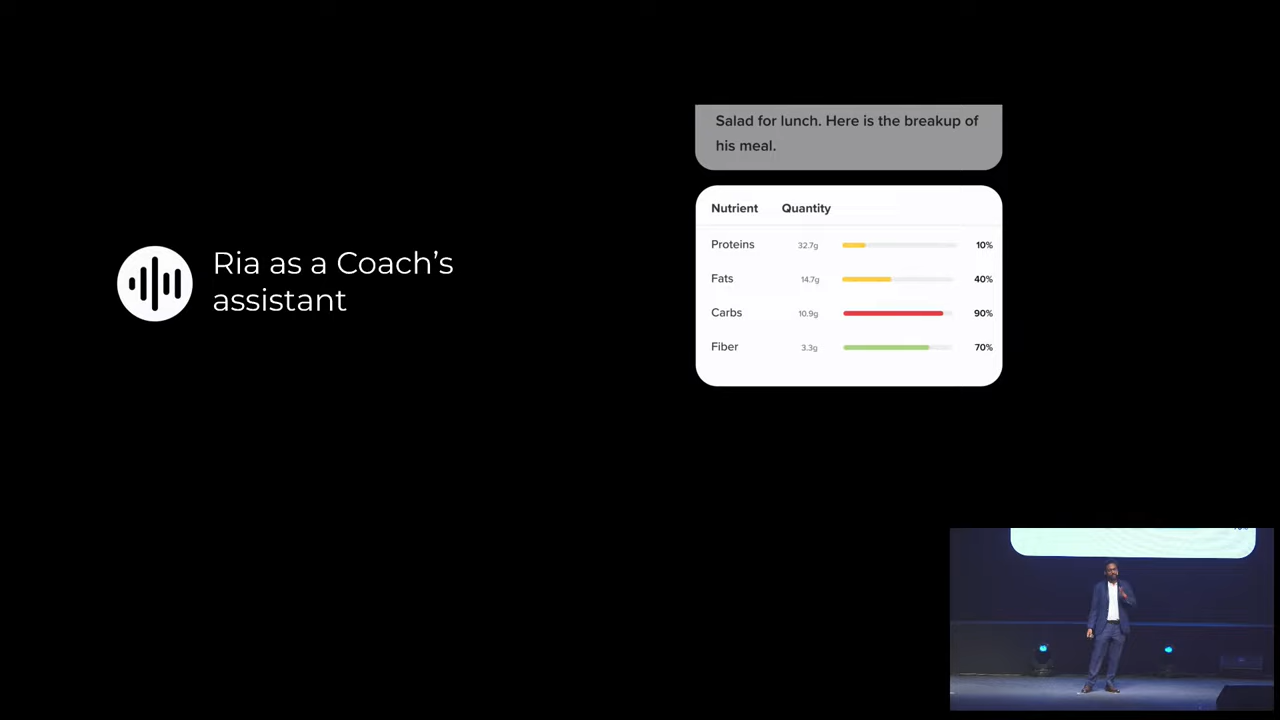 Ria as a Coach’s
assistant
Salad for lunch. Here is the breakup of
his meal.
Nutrient Quantity
Proteins 32.7g 10%
Fats 14.7g 40%
Carbs 10.9g 90%
Fiber 3.3g 70%